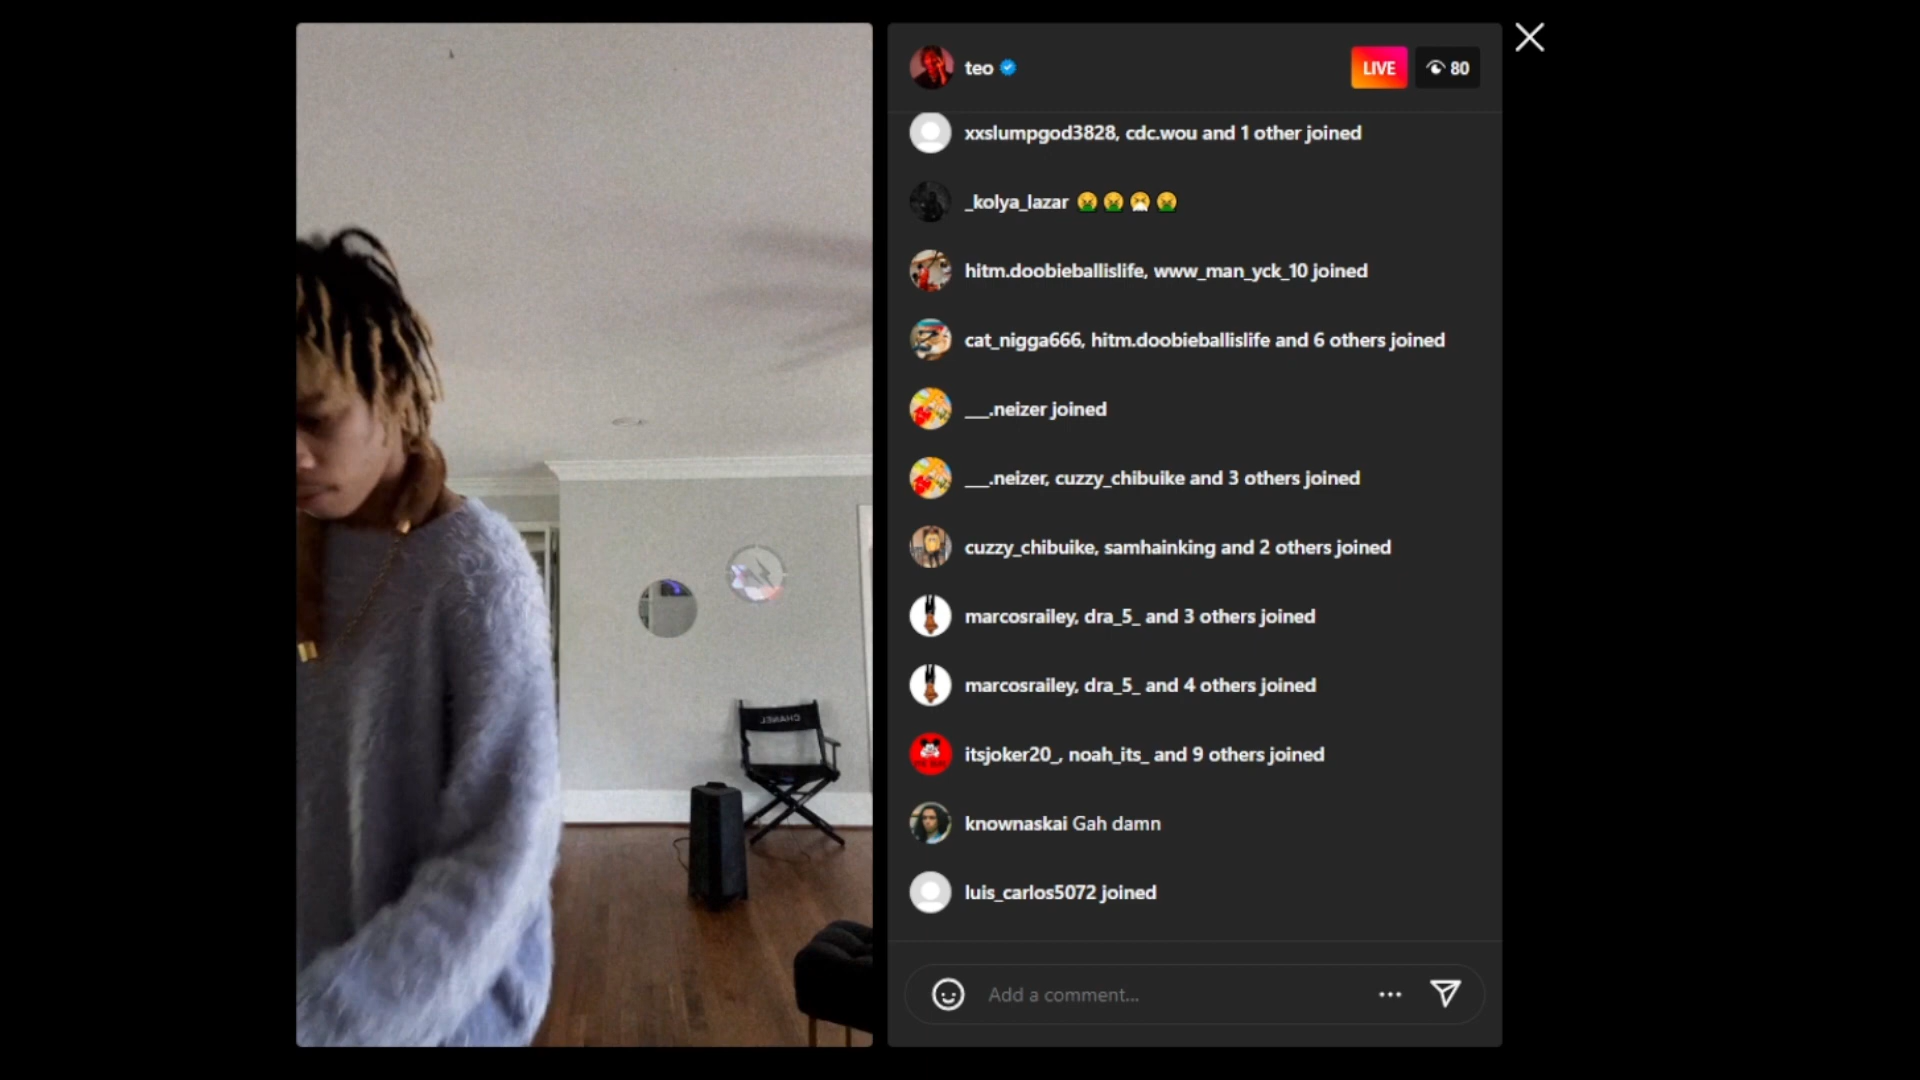 teo
LIVE
80
xxslumpgod3828, cdc.wou and 1 other joined
_kolya_lazar 🤮🤮😤🤮
hitm.doobieballislife, www_man_yck_10 joined
cat_nigga666, hitm.doobieballislife and 6 others joined
___.neizer joined
___.neizer, cuzzy_chibuike and 3 others joined
cuzzy_chibuike, samhainking and 2 others joined
marcosrailey, dra_5_ and 3 others joined
marcosrailey, dra_5_ and 4 others joined
itsjoker20_, noah_its_ and 9 others joined
knownaskai Gah damn
luis_carlos5072 joined
Add a comment...
CHANEL